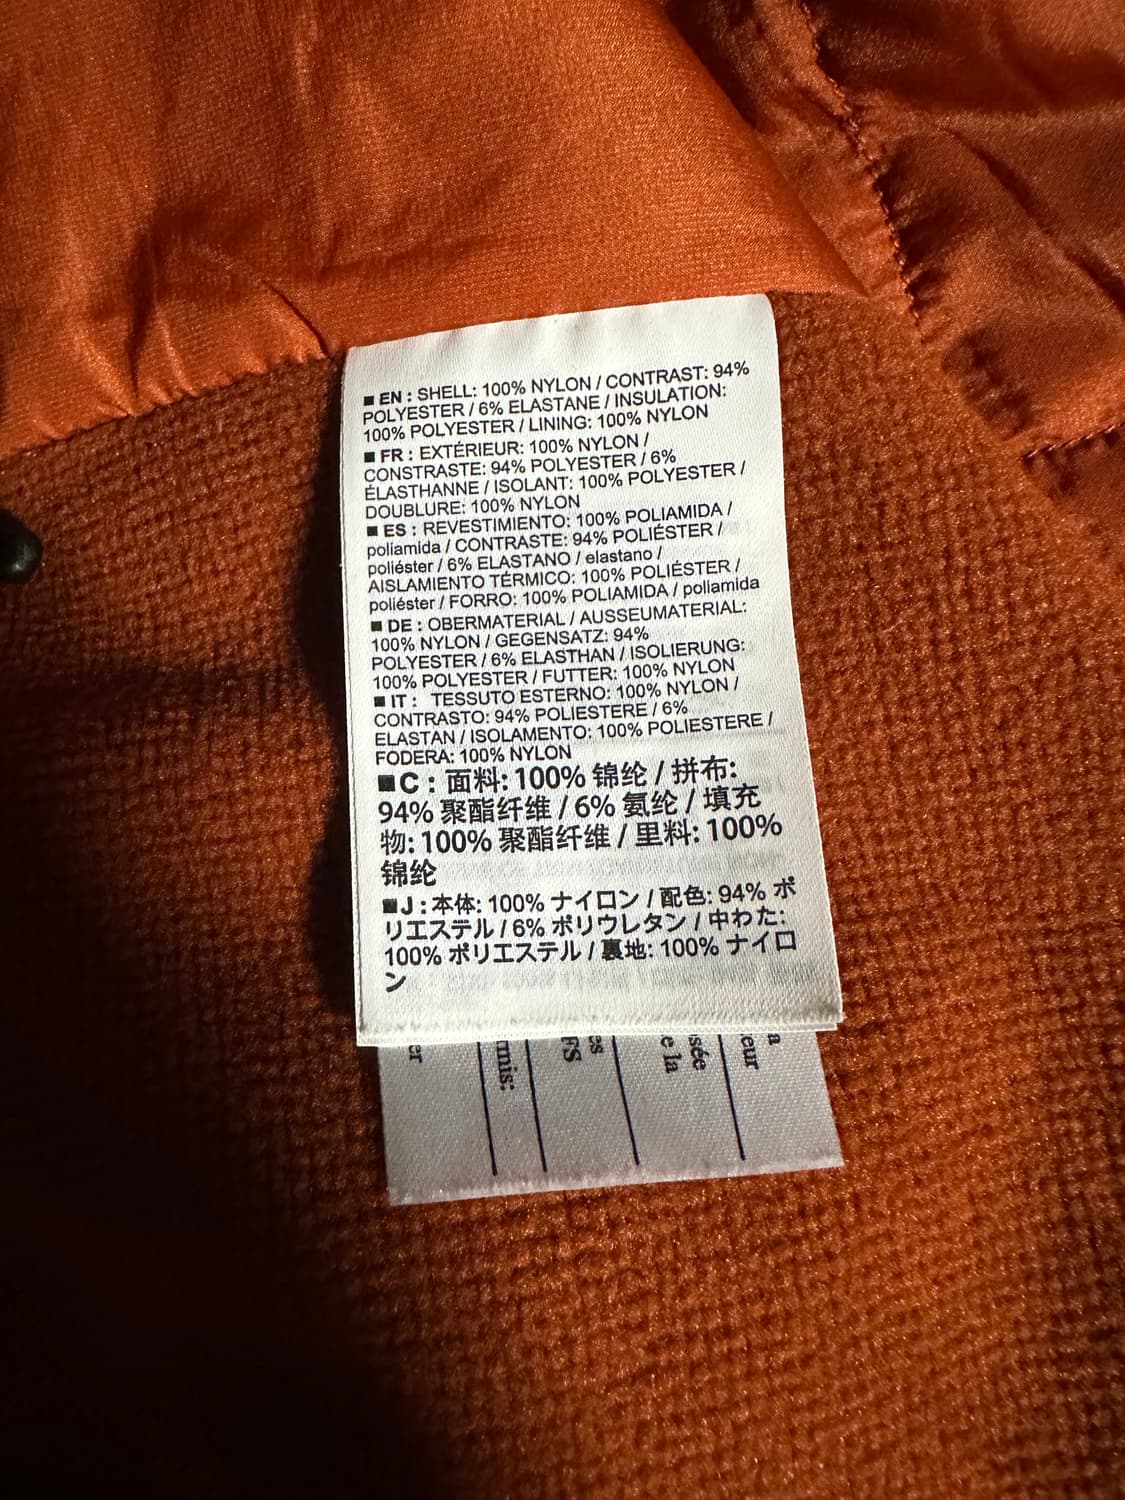 ■ EN : SHELL: 100% NYLON / CONTRAST: 94%
POLYESTER / 6% ELASTANE / INSULATION:
100% POLYESTER / LINING: 100% NYLON
■ FR : EXTÉRIEUR: 100% NYLON /
CONSTRASTE: 94% POLYESTER / 6%
ÉLASTHANNE / ISOLANT: 100% POLYESTER /
DOUBLURE: 100% NYLON
■ ES : REVESTIMIENTO: 100% POLIAMIDA /
poliamida / CONTRASTE: 94% POLIÉSTER /
poliéster / 6% ELASTANO / elastano /
AISLAMIENTO TÉRMICO: 100% POLIÉSTER /
poliéster / FORRO: 100% POLIAMIDA / poliamida
■ DE : OBERMATERIAL / AUSSEUMATERIAL:
100% NYLON / GEGENSATZ: 94%
POLYESTER / 6% ELASTHAN / ISOLIERUNG:
100% POLYESTER / FUTTER: 100% NYLON
■ IT : TESSUTO ESTERNO: 100% NYLON /
CONTRASTO: 94% POLIESTERE / 6%
ELASTAN / ISOLAMENTO: 100% POLIESTERE /
FODERA: 100% NYLON
■C : 面料: 100% 锦纶 / 拼布:
94% 聚酯纤维 / 6% 氨纶 / 填充
物: 100% 聚酯纤维 / 里料: 100%
锦纶
■J : 本体: 100% ナイロン / 配色: 94% ポ
リエステル / 6% ポリウレタン / 中わた:
100% ポリエステル / 裏地: 100% ナイロ
ン